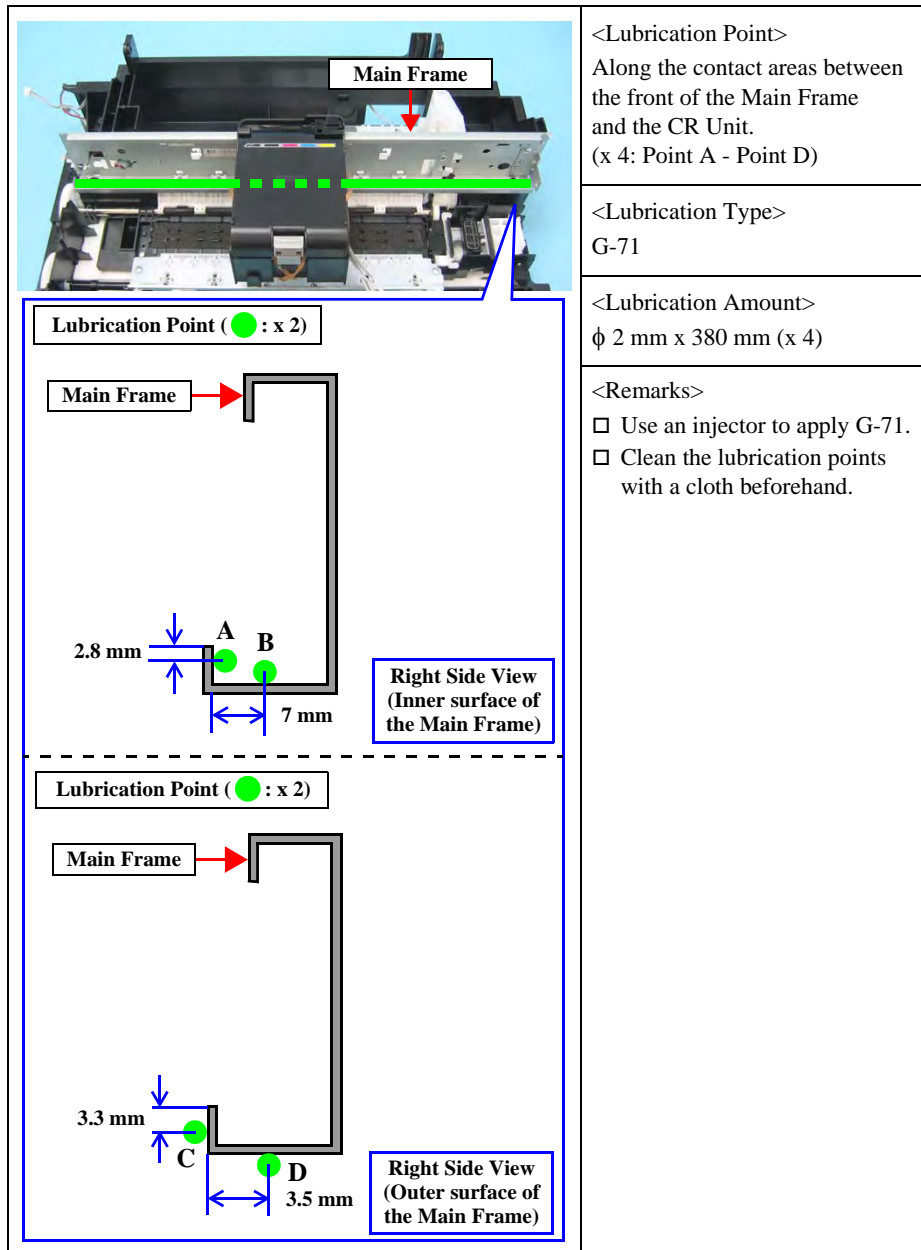 Main Frame
Lubrication Point ( : x 2)
Main Frame
A
B
2.8 mm
7 mm
Right Side View
(Inner surface of
the Main Frame)
Lubrication Point ( : x 2)
Main Frame
3.3 mm
C
D
3.5 mm
Right Side View
(Outer surface of
the Main Frame)
<Lubrication Point>
Along the contact areas between
the front of the Main Frame
and the CR Unit.
(x 4: Point A - Point D)
<Lubrication Type>
G-71
<Lubrication Amount>
ϕ 2 mm x 380 mm (x 4)
<Remarks>
☐ Use an injector to apply G-71.
☐ Clean the lubrication points
with a cloth beforehand.